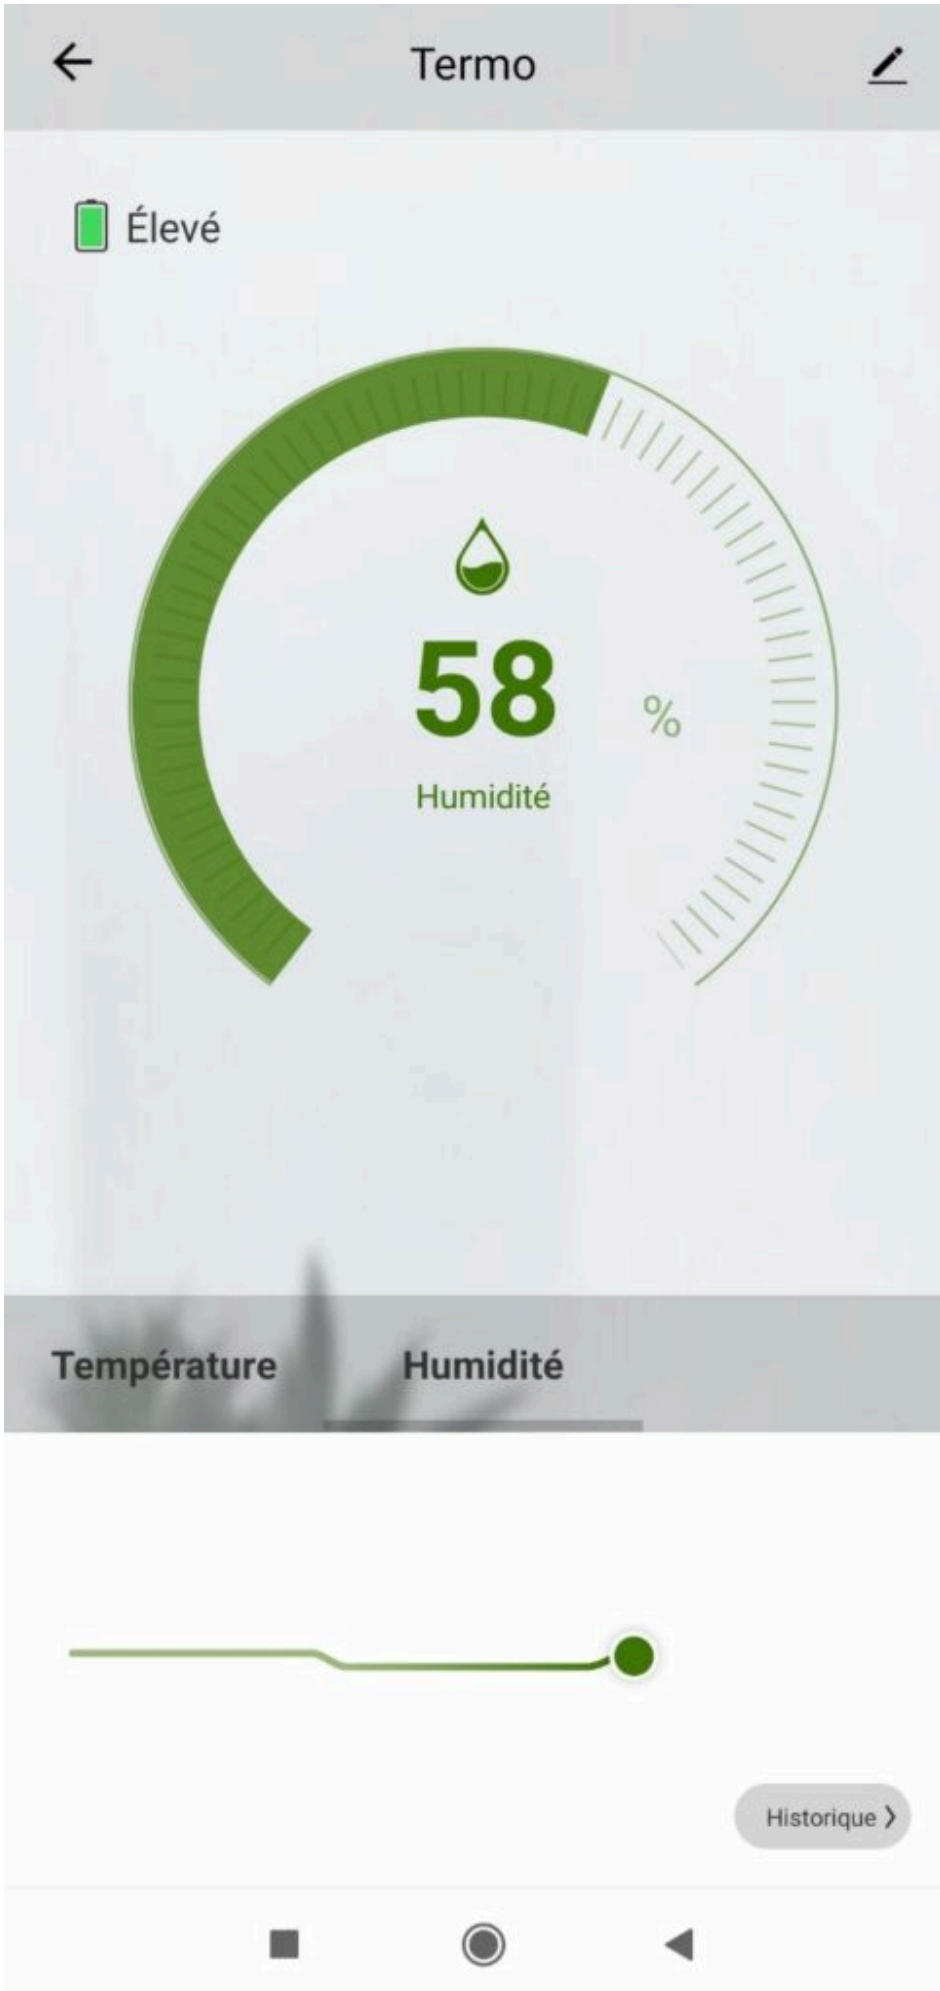 Termo
Élevé
58
%
Humidité
Température
Humidité
Historique